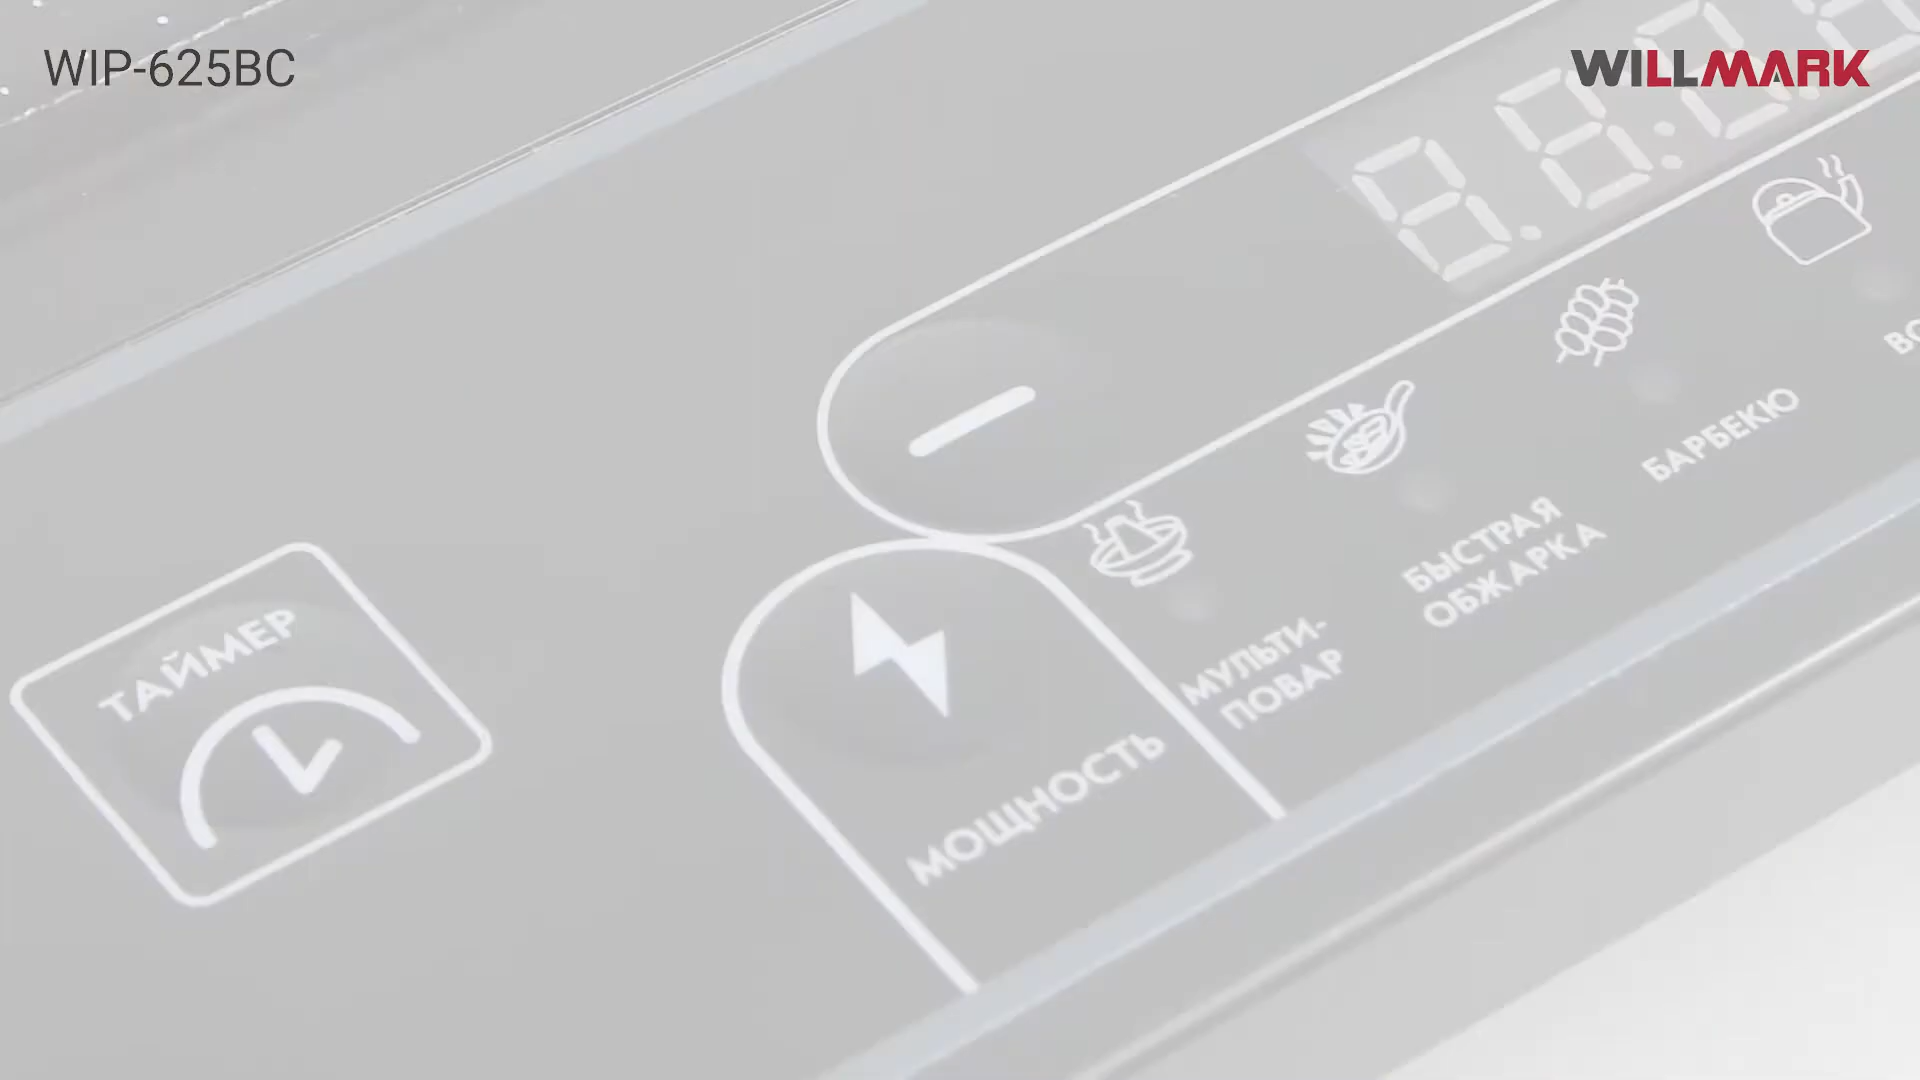 WIP-625BC
WILLMARK
ТАЙМЕР
МОЩНОСТЬ
МУЛЬТИ-
ПОВАР
БЫСТРАЯ
ОБЖАРКА
БАРБЕКЮ